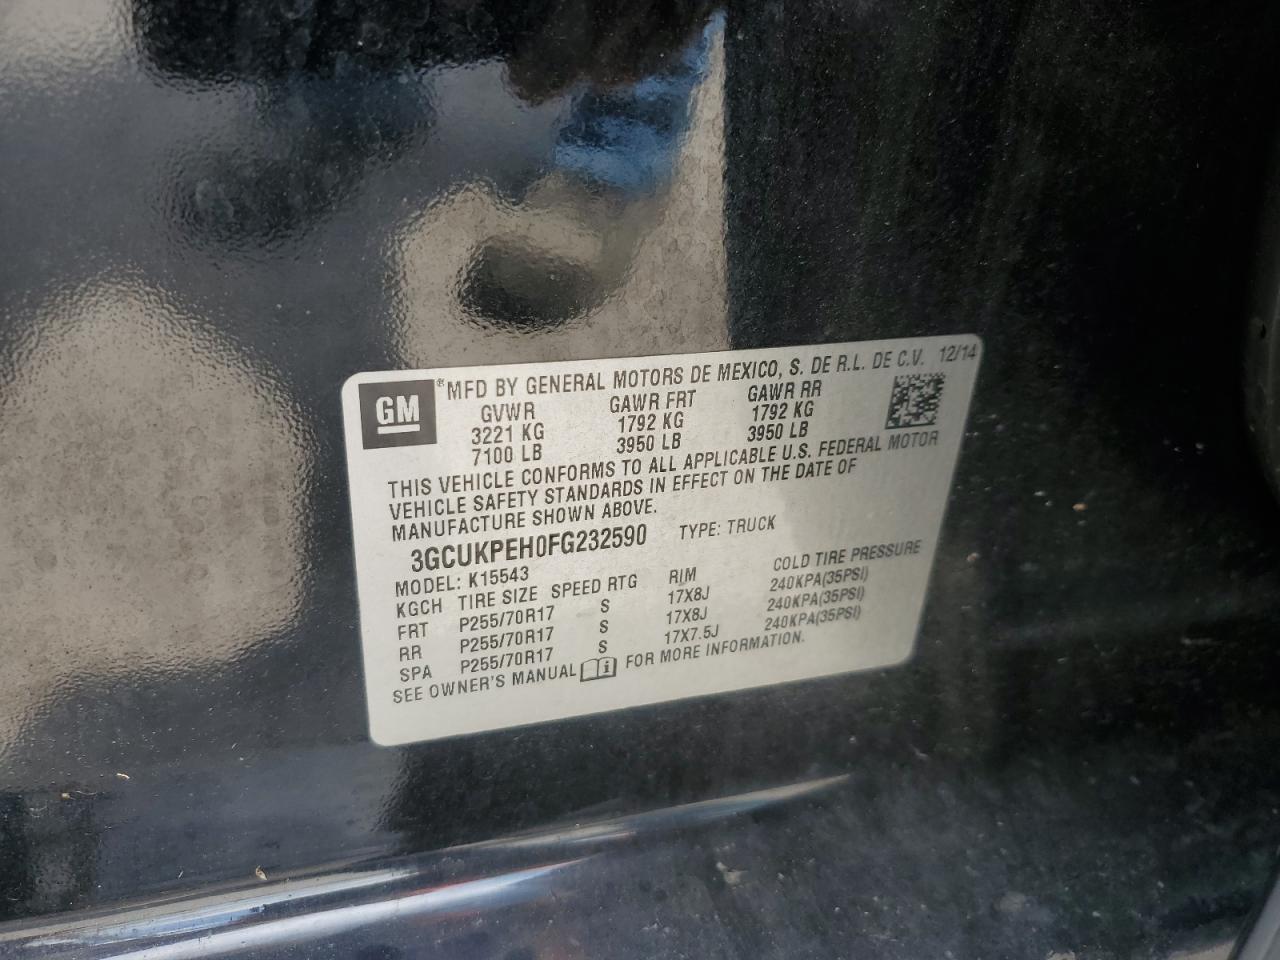 GM ® MFD BY GENERAL MOTORS DE MEXICO, S. DE R.L. DE C.V. 12/14
GVWR GAWR FRT GAWR RR
3221 KG 1792 KG 1792 KG
7100 LB 3950 LB 3950 LB
THIS VEHICLE CONFORMS TO ALL APPLICABLE U.S. FEDERAL MOTOR
VEHICLE SAFETY STANDARDS IN EFFECT ON THE DATE OF
MANUFACTURE SHOWN ABOVE.
3GCUKPEH0FG232590 TYPE: TRUCK
MODEL: K15543
KGCH TIRE SIZE SPEED RTG RIM COLD TIRE PRESSURE
FRT P255/70R17 S 17X8J 240KPA(35PSI)
RR P255/70R17 S 17X8J 240KPA(35PSI)
SPA P255/70R17 S 17X7.5J 240KPA(35PSI)
SEE OWNER'S MANUAL i FOR MORE INFORMATION.